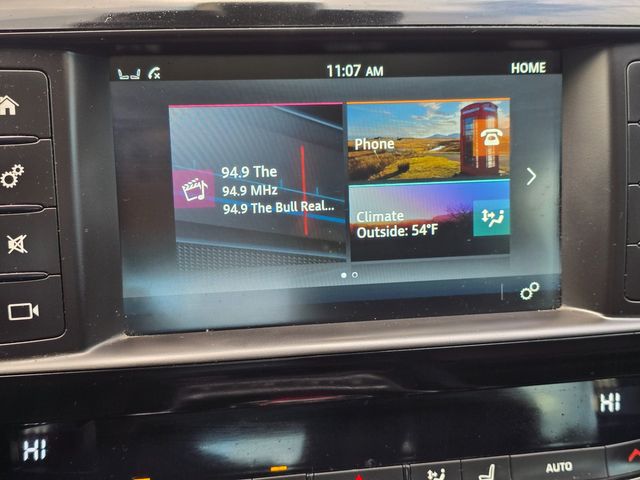 11:07 AM
HOME
94.9 The
94.9 MHz
94.9 The Bull Real...
Phone
Climate
Outside: 54°F
HI
HI
AUTO